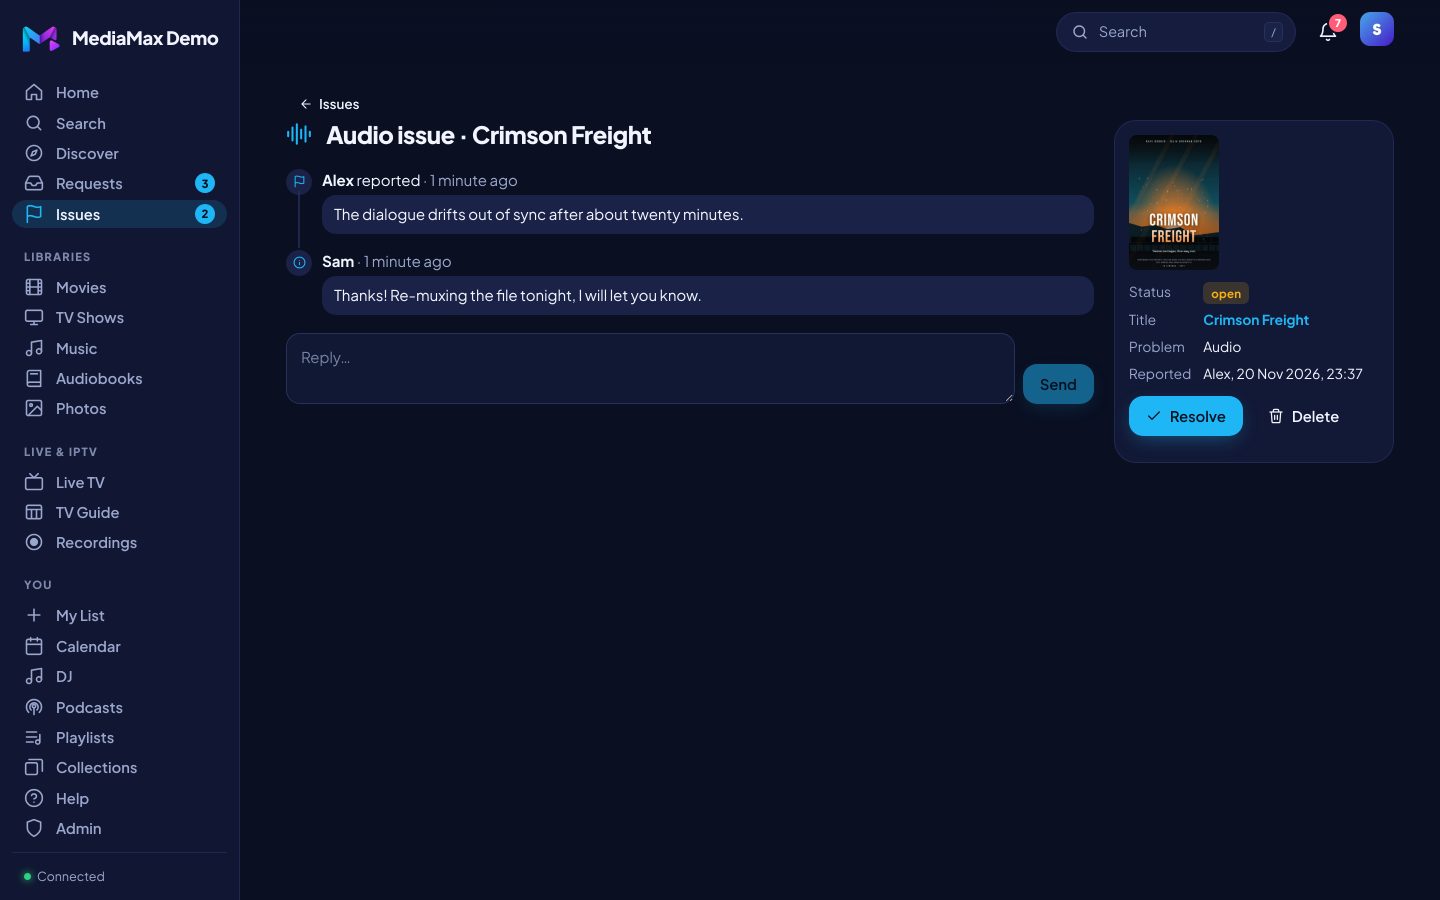 MediaMax Demo
Search
/
7
S
Home
Search
Discover
Requests
3
Issues
2
LIBRARIES
Movies
TV Shows
Music
Audiobooks
Photos
LIVE & IPTV
Live TV
TV Guide
Recordings
YOU
My List
Calendar
DJ
Podcasts
Playlists
Collections
Help
Admin
Connected
Issues
Audio issue · Crimson Freight
Alex reported · 1 minute ago
The dialogue drifts out of sync after about twenty minutes.
Sam · 1 minute ago
Thanks! Re-muxing the file tonight, I will let you know.
Reply...
Send
CRIMSON
FREIGHT
Status
open
Title
Crimson Freight
Problem
Audio
Reported
Alex, 20 Nov 2026, 23:37
Resolve
Delete